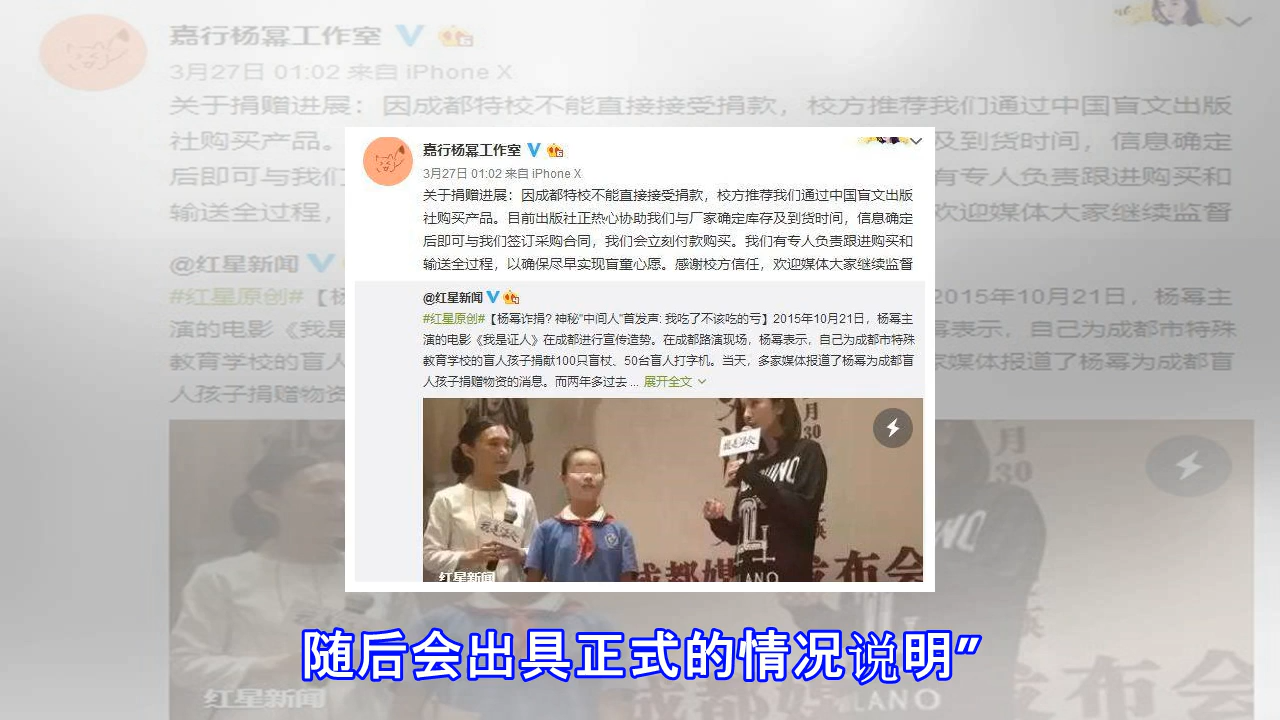 嘉行杨幂工作室
3月27日 01:02 来自 iPhone X
关于捐赠进展：因成都特校不能直接接受捐款，校方推荐我们通过中国盲文出版
社购买产品。目前出版社正热心协助我们与厂家确定库存及到货时间，信息确定
后即可与我们签订采购合同，我们会立刻付款购买。我们有专人负责跟进购买和
输送全过程，以确保尽早实现盲童心愿。感谢校方信任，欢迎媒体大家继续监督
@红星新闻
#红星原创#【杨幂诈捐? 神秘"中间人"首发声: 我吃了不该吃的亏】2015年10月21日，杨幂主
演的电影《我是证人》在成都进行宣传造势。在成都路演现场，杨幂表示，自己为成都市特殊
教育学校的盲人孩子捐献100只盲杖、50台盲人打字机。当天，多家媒体报道了杨幂为成都盲
人孩子捐赠物资的消息。而两年多过去 ... 展开全文
我是证人
月
30
成都媒
发布会
LANO
红星新闻
随后会出具正式的情况说明”